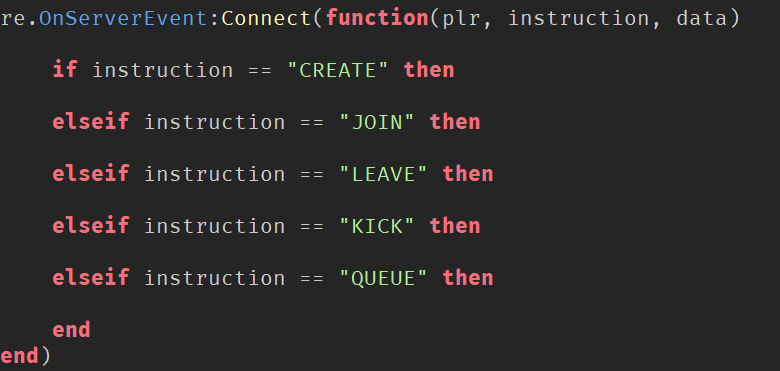 re.OnServerEvent:Connect(function(plr, instruction, data)
if instruction == "CREATE" then
elseif instruction == "JOIN" then
elseif instruction == "LEAVE" then
elseif instruction == "KICK" then
elseif instruction == "QUEUE" then
end
end)